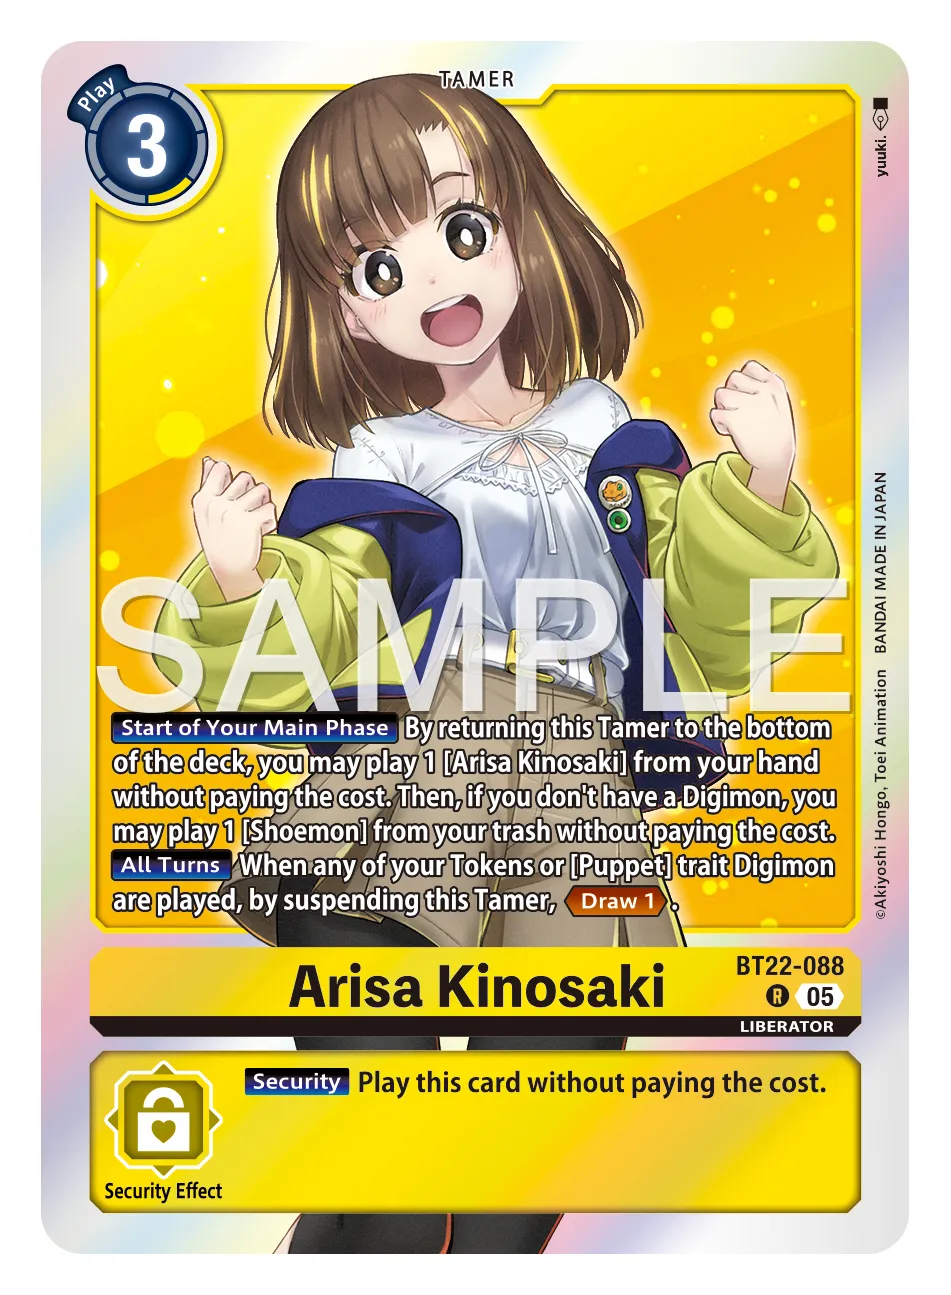 TAMER
Play
3
yuuki.
SAMPLE
Start of Your Main Phase By returning this Tamer to the bottom
of the deck, you may play 1 [Arisa Kinosaki] from your hand
without paying the cost. Then, if you don't have a Digimon, you
may play 1 [Shoemon] from your trash without paying the cost.
All Turns When any of your Tokens or [Puppet] trait Digimon
are played, by suspending this Tamer, Draw 1.
©Akiyoshi Hongo, Toei Animation BANDAI MADE IN JAPAN
Arisa Kinosaki
BT22-088
R 05
LIBERATOR
Security Play this card without paying the cost.
Security Effect